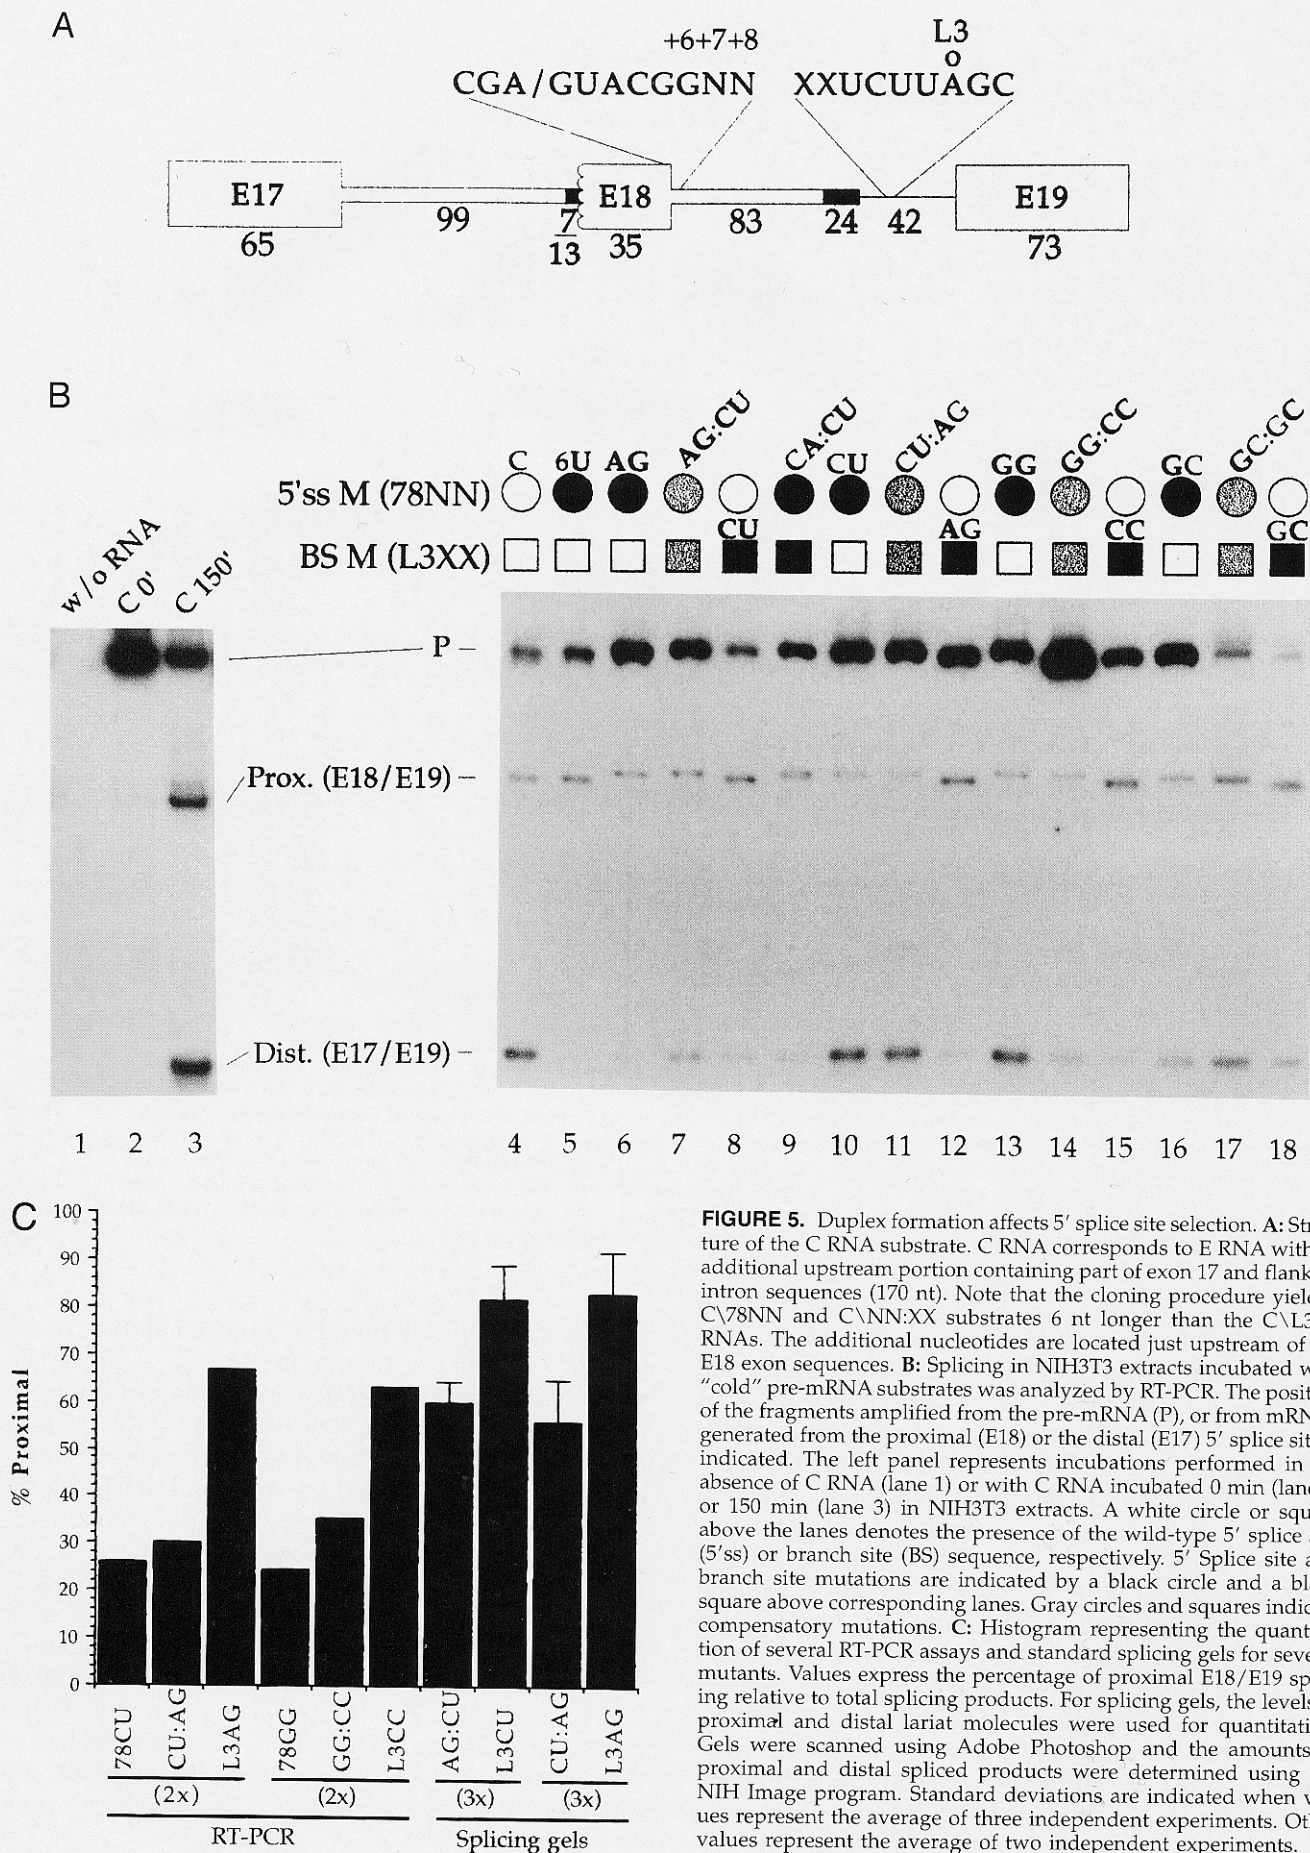 A
+6+7+8
L3
o
CGA/GUACGGNN
XXUCUUAGC
E17
E18
E19
65
99
7
13
35
83
24
42
73
B
C 6U AG AG:CU CA:CU CU CU:AG GG GG:CC GC GC:GC
5'ss M (78NN)
CU AG CC GC
BS M (L3XX)
w/o RNA
C 0'
C 150'
P
Prox. (E18/E19)
Dist. (E17/E19)
1 2 3 4 5 6 7 8 9 10 11 12 13 14 15 16 17 18
C
% Proximal
100
90
80
70
60
50
40
30
20
10
0
78CU
CU:AG
L3AG
78GG
GG:CC
L3CC
AG:CU
L3CU
CU:AG
L3AG
(2x) (2x) (3x) (3x)
RT-PCR Splicing gels
FIGURE 5. Duplex formation affects 5′ splice site selection. A: Str
ture of the C RNA substrate. C RNA corresponds to E RNA with
additional upstream portion containing part of exon 17 and flank
intron sequences (170 nt). Note that the cloning procedure yiel
C\78NN and C\NN:XX substrates 6 nt longer than the C\L3
RNAs. The additional nucleotides are located just upstream of
E18 exon sequences. B: Splicing in NIH3T3 extracts incubated w
"cold" pre-mRNA substrates was analyzed by RT-PCR. The posit
of the fragments amplified from the pre-mRNA (P), or from mRN
generated from the proximal (E18) or the distal (E17) 5′ splice sit
indicated. The left panel represents incubations performed in
absence of C RNA (lane 1) or with C RNA incubated 0 min (lane
or 150 min (lane 3) in NIH3T3 extracts. A white circle or squ
above the lanes denotes the presence of the wild-type 5′ splice
(5′ss) or branch site (BS) sequence, respectively. 5′ Splice site a
branch site mutations are indicated by a black circle and a bla
square above corresponding lanes. Gray circles and squares indic
compensatory mutations. C: Histogram representing the quant
tion of several RT-PCR assays and standard splicing gels for seve
mutants. Values express the percentage of proximal E18/E19 sp
ing relative to total splicing products. For splicing gels, the levels
proximal and distal lariat molecules were used for quantitati
Gels were scanned using Adobe Photoshop and the amounts
proximal and distal spliced products were determined using
NIH Image program. Standard deviations are indicated when v
ues represent the average of three independent experiments. Ot
values represent the average of two independent experiments.